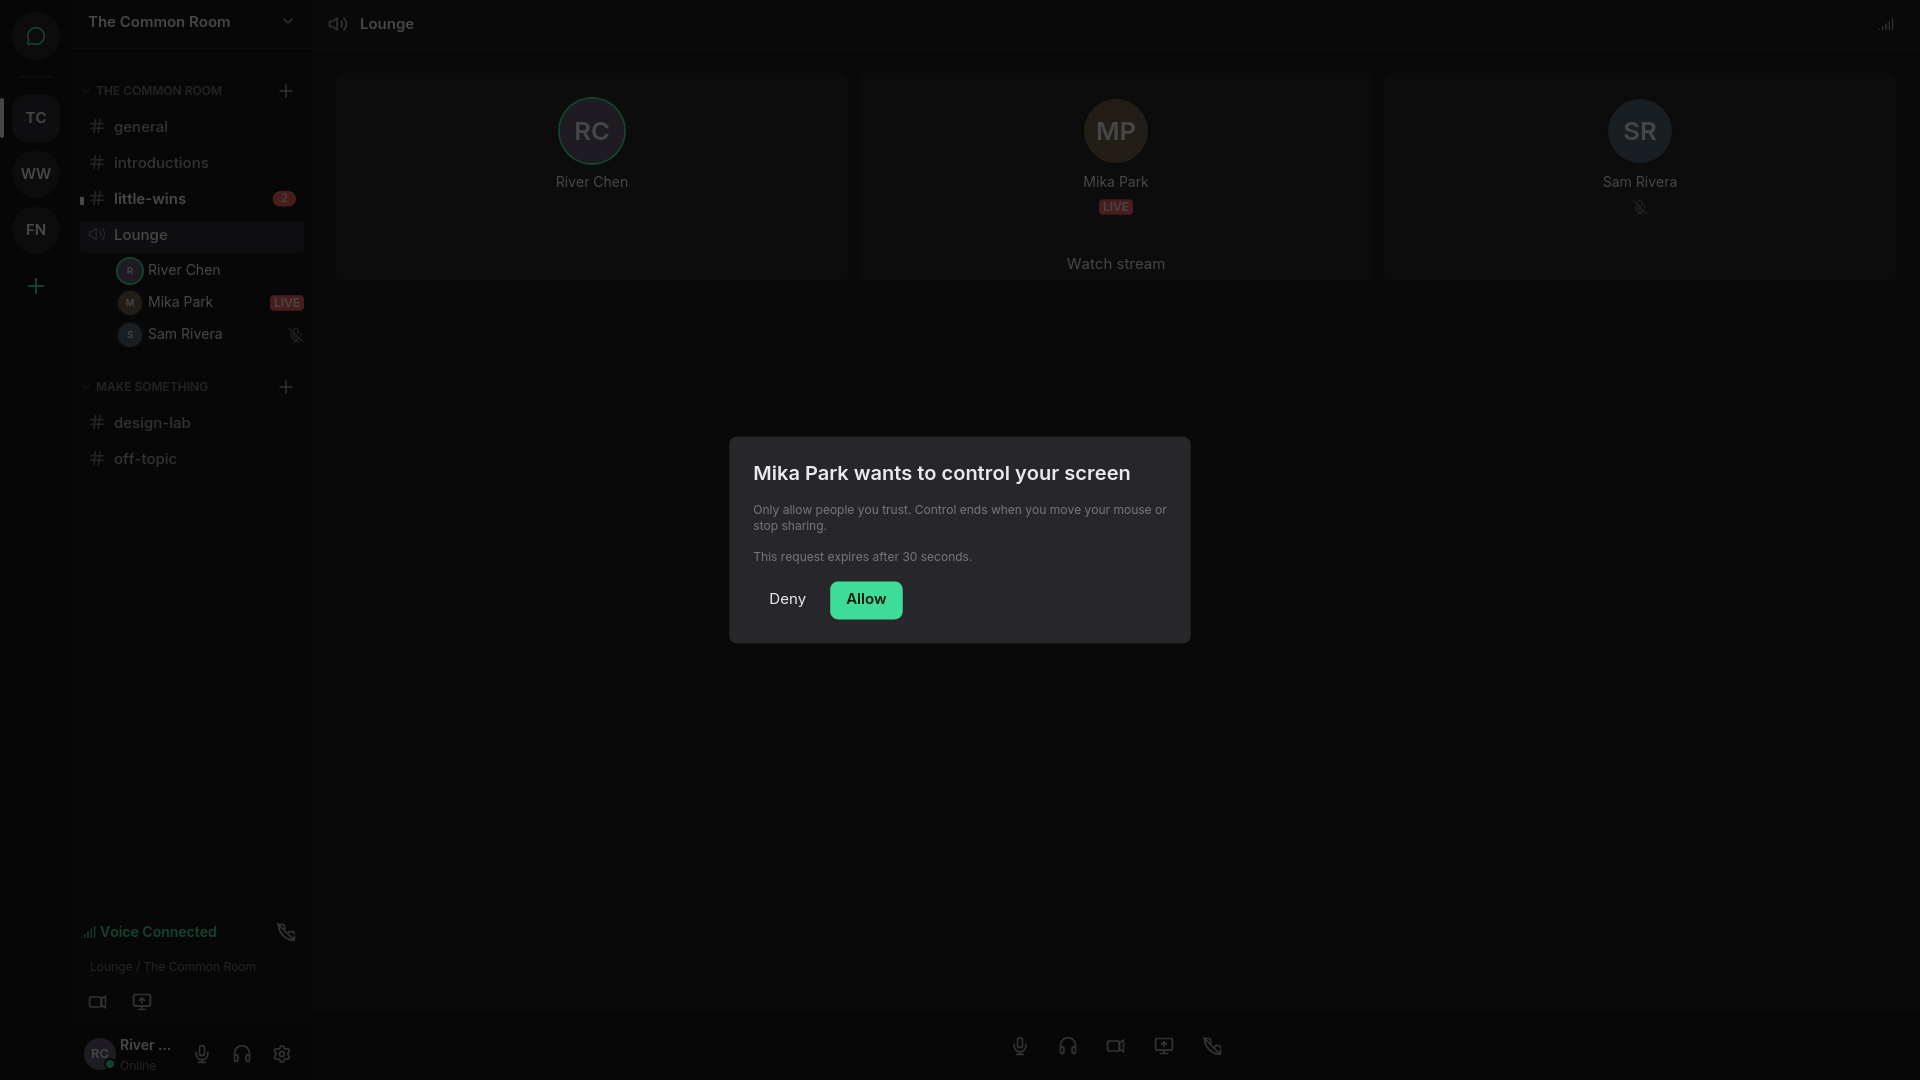 The Common Room
TC
WW
FN
THE COMMON ROOM
general
introductions
little-wins
2
Lounge
R
River Chen
M
Mika Park
LIVE
S
Sam Rivera
MAKE SOMETHING
design-lab
off-topic
Voice Connected
Lounge / The Common Room
RC
River ...
Online
Lounge
RC
River Chen
MP
Mika Park
LIVE
Watch stream
SR
Sam Rivera
Mika Park wants to control your screen
Only allow people you trust. Control ends when you move your mouse or
stop sharing.
This request expires after 30 seconds.
Deny
Allow